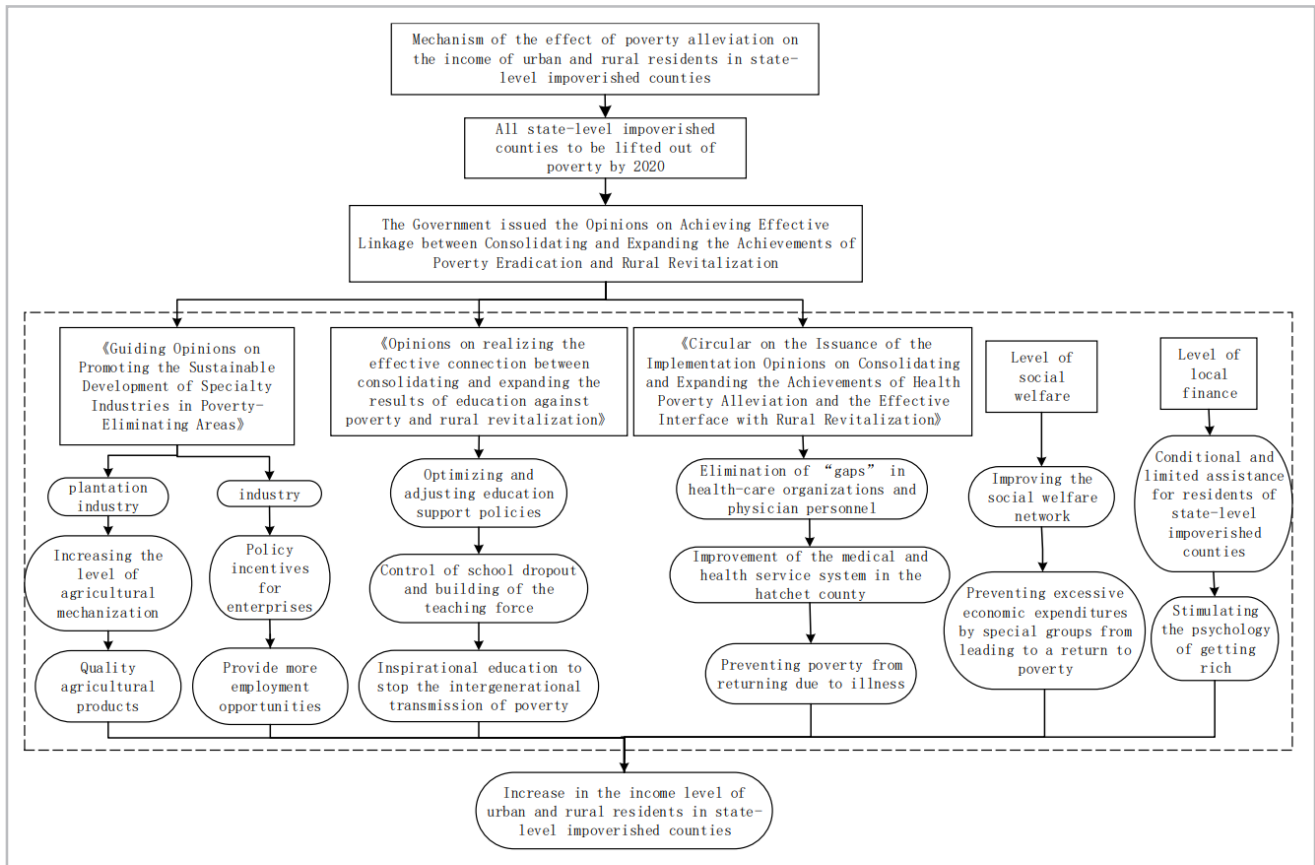 Mechanism of the effect of poverty alleviation on
the income of urban and rural residents in state-
level impoverished counties
All state-level impoverished
counties to be lifted out of
poverty by 2020
The Government issued the Opinions on Achieving Effective
Linkage between Consolidating and Expanding the Achievements of
Poverty Eradication and Rural Revitalization
《Guiding Opinions on
Promoting the Sustainable
Development of Specialty
Industries in Poverty-
Eliminating Areas》
《Opinions on realizing the
effective connection between
consolidating and expanding the
results of education against
poverty and rural revitalization》
《Circular on the Issuance of the
Implementation Opinions on Consolidating
and Expanding the Achievements of Health
Poverty Alleviation and the Effective
Interface with Rural Revitalization》
Level of
social
welfare
Level of
local
finance
plantation
industry
industry
Optimizing and
adjusting education
support policies
Elimination of “gaps” in
health-care organizations and
physician personnel
Improving the
social welfare
network
Conditional and
limited assistance
for residents of
state-level
impoverished
counties
Increasing the
level of
agricultural
mechanization
Policy
incentives
for
enterprises
Control of school dropout
and building of the
teaching force
Improvement of the medical and
health service system in the
hatchet county
Preventing excessive
economic expenditures
by special groups from
leading to a return to
poverty
Stimulating
the
psychology
of getting
rich
Quality
agricultural
products
Provide more
employment
opportunities
Inspirational education to
stop the intergenerational
transmission of poverty
Preventing poverty from
returning due to illness
Increase in the income level of
urban and rural residents in state-
level impoverished counties